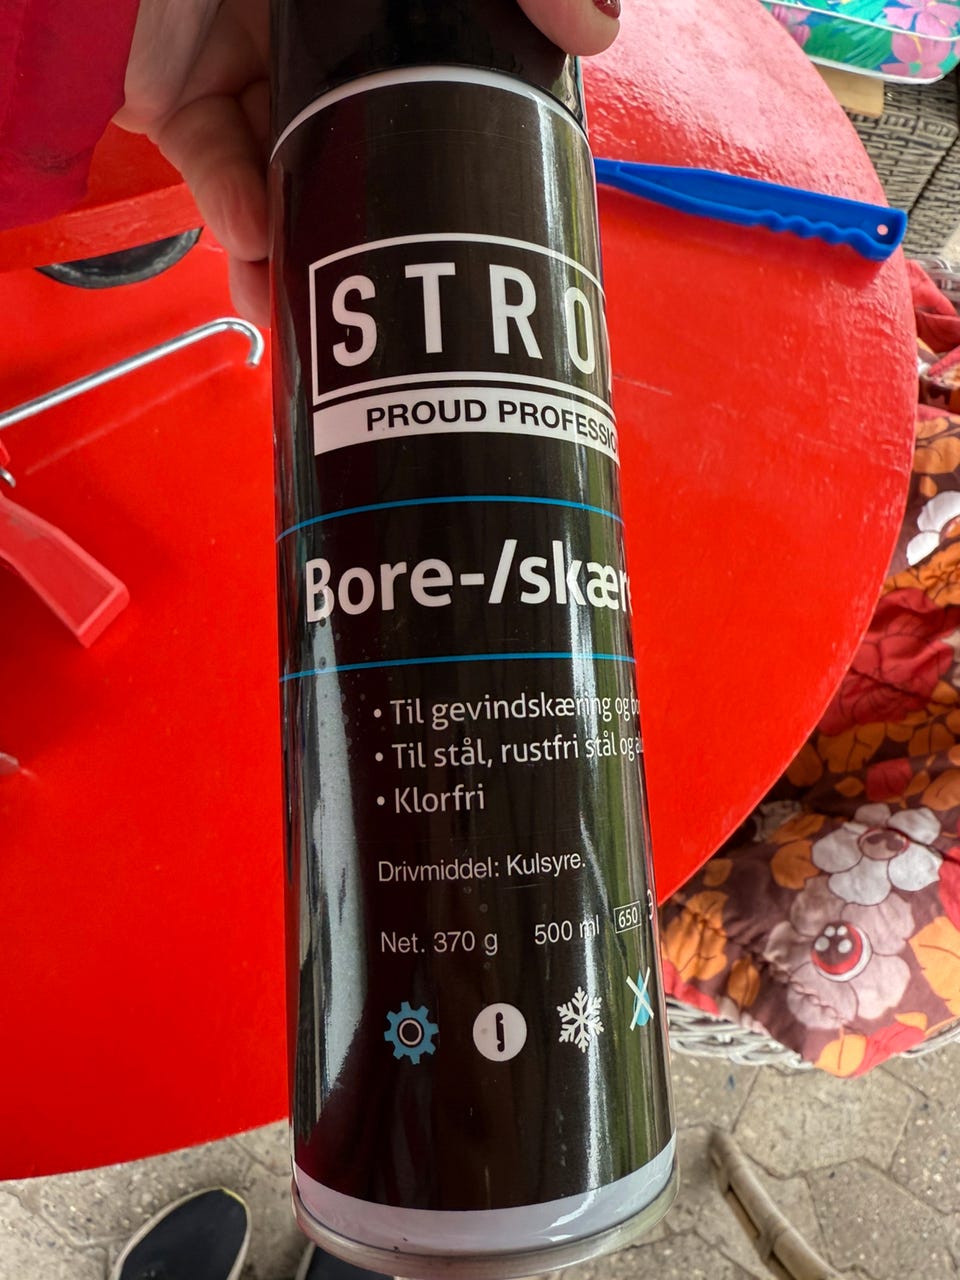 STRO
PROUD PROFESSIO
Bore-/skær
• Til gevindskæring og bo
• Til stål, rustfri stål og al
• Klorfri
Drivmiddel: Kulsyre.
Net. 370 g 500 ml 650